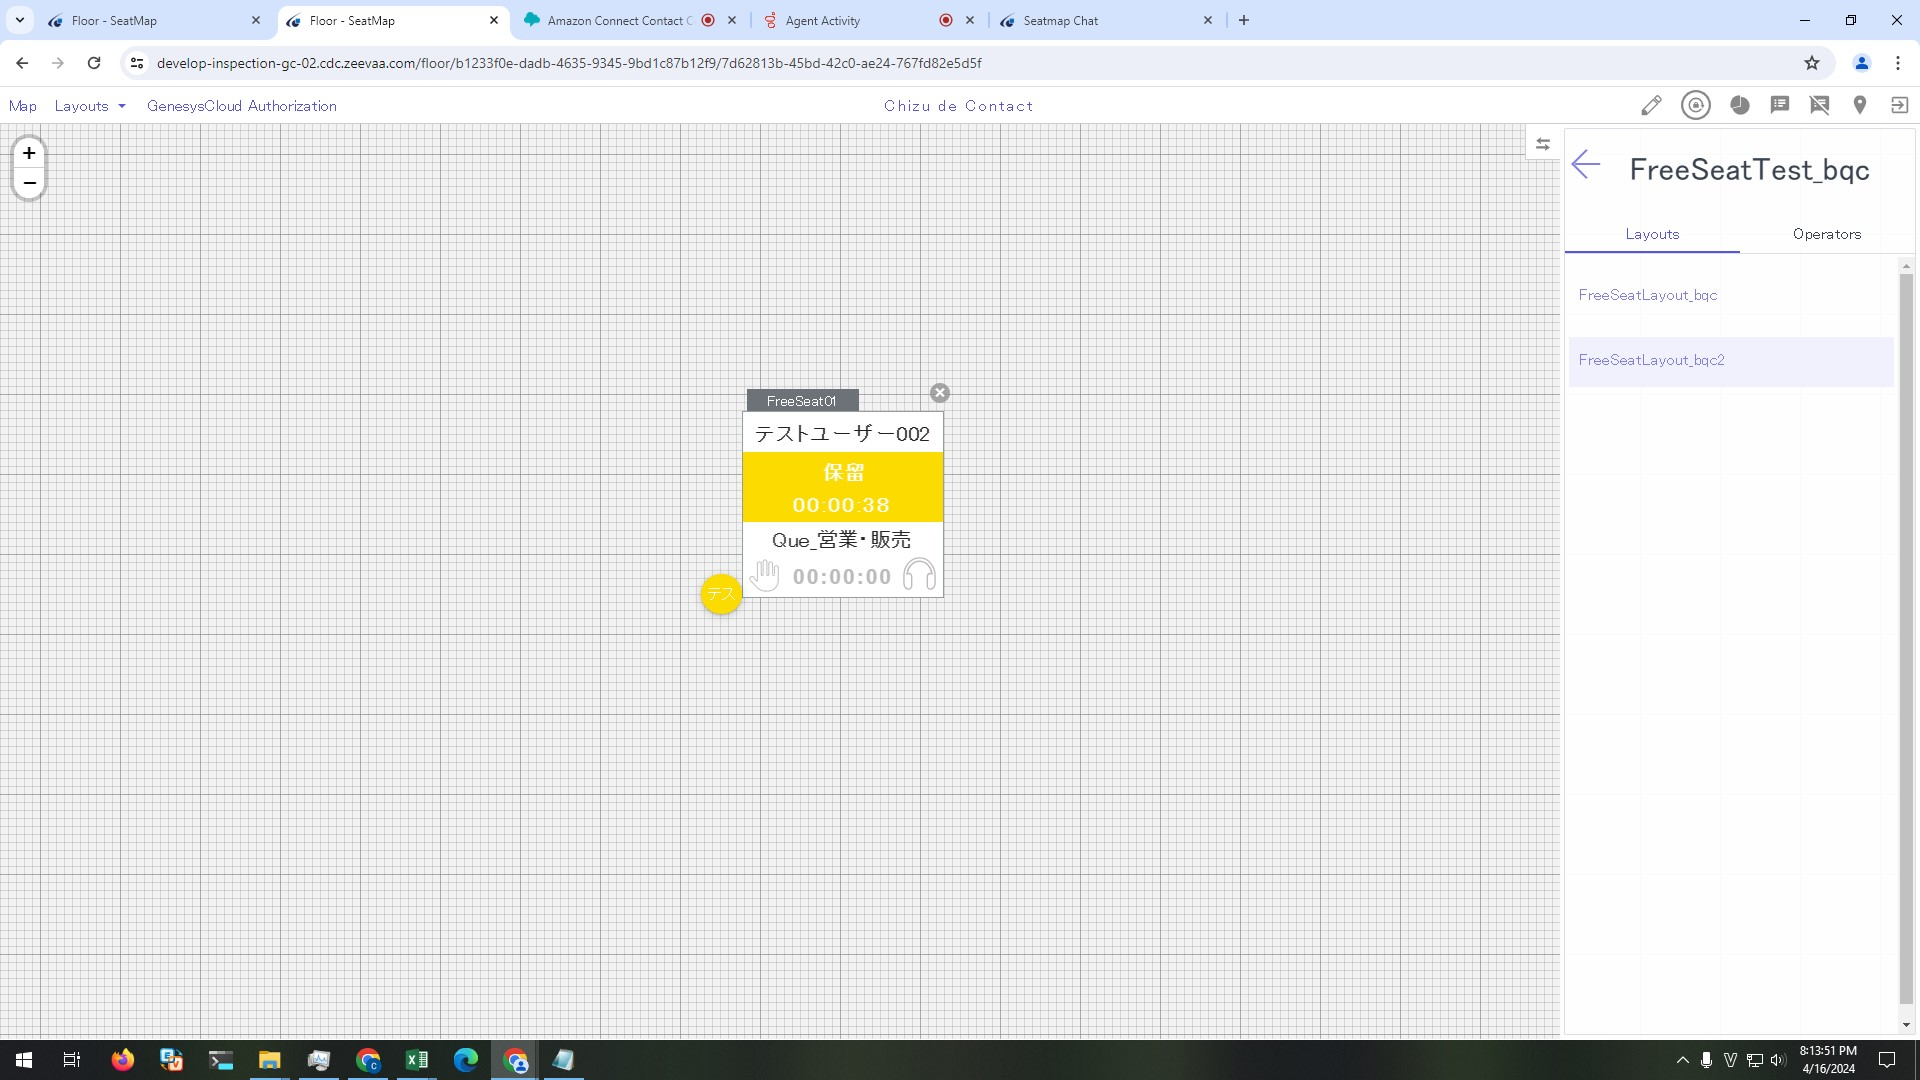 Floor - SeatMap
Floor - SeatMap
Amazon Connect Contact C
Agent Activity
Seatmap Chat
develop-inspection-gc-02.cdc.zeevaa.com/floor/b1233f0e-dadb-4635-9345-9bd1c87b12f9/7d62813b-45bd-42c0-ae24-767fd82e5d5f
Map
Layouts
GenesysCloud Authorization
Chizu de Contact
+
−
FreeSeatTest_bqc
Layouts
Operators
FreeSeatLayout_bqc
FreeSeatLayout_bqc2
FreeSeat01
テストユーザー002
保留
00:00:38
Que_営業・販売
00:00:00
テス
8:13:51 PM
4/16/2024